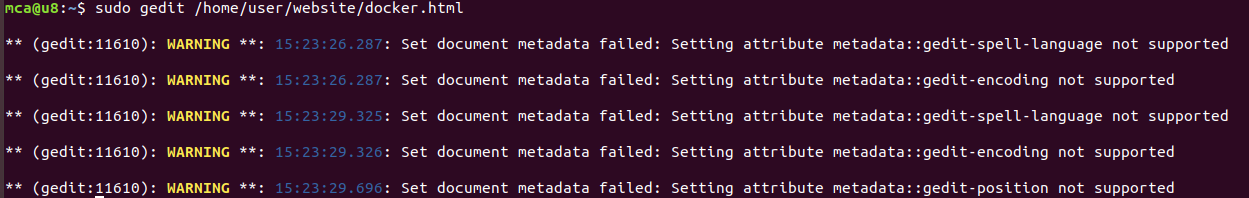 mca@u8:~$ sudo gedit /home/user/website/docker.html
** (gedit:11610): WARNING **: 15:23:26.287: Set document metadata failed: Setting attribute metadata::gedit-spell-language not supported
** (gedit:11610): WARNING **: 15:23:26.287: Set document metadata failed: Setting attribute metadata::gedit-encoding not supported
** (gedit:11610): WARNING **: 15:23:29.325: Set document metadata failed: Setting attribute metadata::gedit-spell-language not supported
** (gedit:11610): WARNING **: 15:23:29.326: Set document metadata failed: Setting attribute metadata::gedit-encoding not supported
** (gedit:11610): WARNING **: 15:23:29.696: Set document metadata failed: Setting attribute metadata::gedit-position not supported